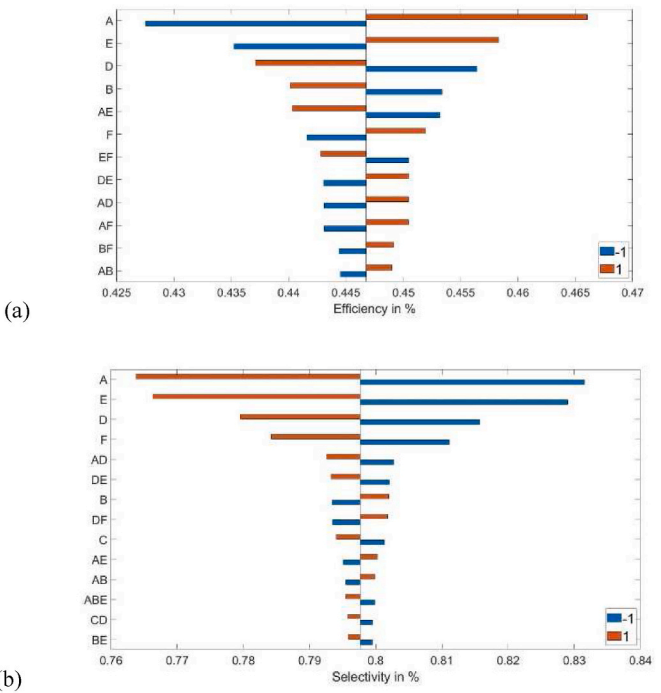 A
E
D
B
AE
F
EF
DE
AD
AF
BF
AB
-1
1
0.425 0.43 0.435 0.44 0.445 0.45 0.455 0.46 0.465 0.47
Efficiency in %
(a)
A
E
D
F
AD
DE
B
DF
C
AE
AB
ABE
CD
BE
-1
1
0.76 0.77 0.78 0.79 0.8 0.81 0.82 0.83 0.84
Selectivity in %
(b)